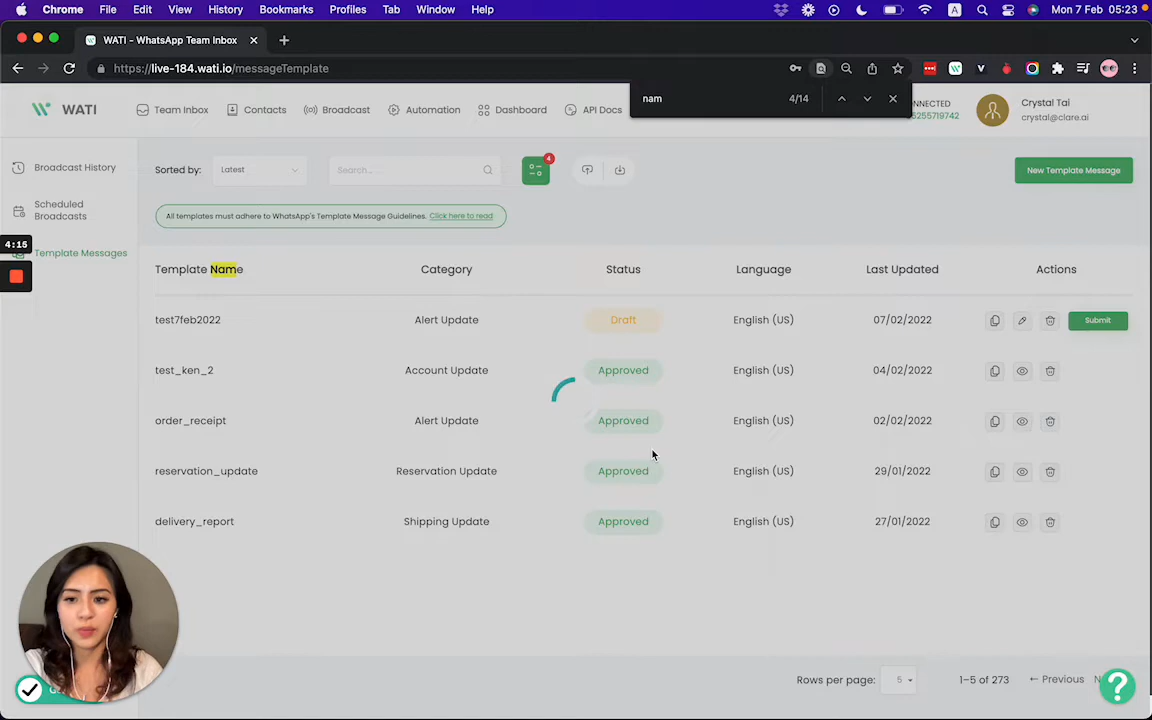 Chrome File Edit View History Bookmarks Profiles Tab Window Help
A
Mon 7 Feb 05:23
WATI - WhatsApp Team Inbox
https://live-184.wati.io/messageTemplate
nam 4/14
WATI
Team Inbox
Contacts
Broadcast
Automation
Dashboard
API Docs
NNECTED
6255719742
Crystal Tai
crystal@clare.ai
Broadcast History
Scheduled
Broadcasts
Template Messages
4:15
Sorted by: Latest
Search...
4
New Template Message
All templates must adhere to WhatsApp's Template Message Guidelines. Click here to read
Template Name Category Status Language Last Updated Actions
test7feb2022 Alert Update Draft English (US) 07/02/2022 Submit
test_ken_2 Account Update Approved English (US) 04/02/2022
order_receipt Alert Update Approved English (US) 02/02/2022
reservation_update Reservation Update Approved English (US) 29/01/2022
delivery_report Shipping Update Approved English (US) 27/01/2022
Rows per page: 5 1–5 of 273 ← Previous N
?